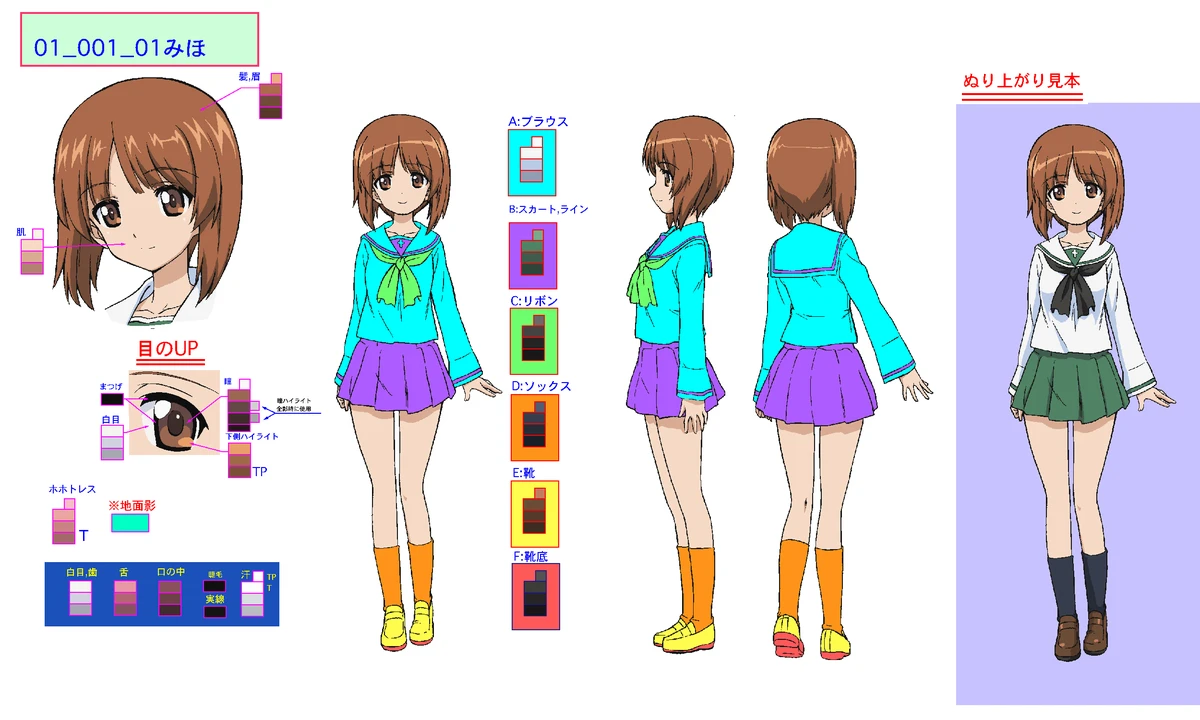 01_001_01みほ
髪,眉
肌
目のUP
まつげ
瞳
白目
瞳ハイライト
全影時に使用
下側ハイライト
TP
ホホトレス
T
※地面影
白目,歯
舌
口の中
睫毛
実線
汗
TP
T
A:ブラウス
B:スカート,ライン
C:リボン
D:ソックス
E:靴
F:靴底
ぬり上がり見本